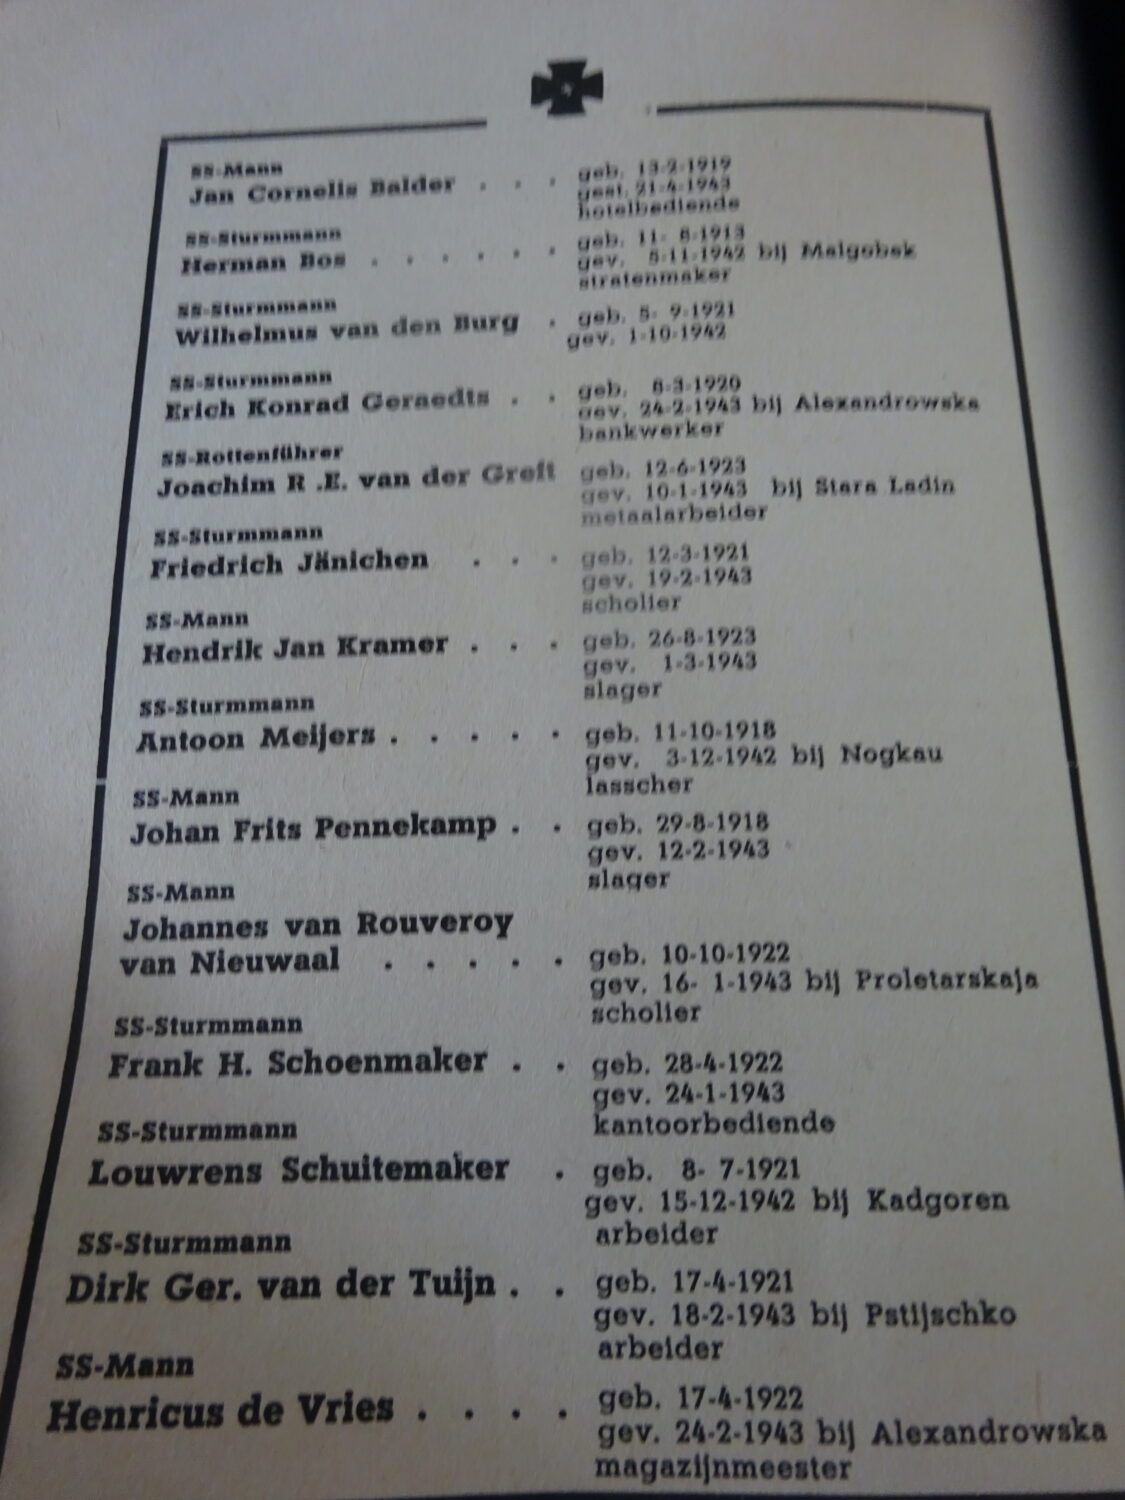 SS-Mann
Jan Cornelis Balder . . . geb. 13-2-1919
gest. 21-4-1943
hotelbediende
SS-Sturmmann
Herman Bos . . . . . . geb. 11- 8-1913
gev. 5-11-1942 bij Malgobek
stratenmaker
SS-Sturmmann
Wilhelmus van den Burg . geb. 5- 9-1921
gev. 1-10-1942
SS-Sturmmann
Erich Konrad Geraedts . . geb. 8-3-1920
gev. 24-2-1943 bij Alexandrowska
bankwerker
SS-Rottenführer
Joachim R .E. van der Greft geb. 12-6-1923
gev. 10-1-1943 bij Stara Ladin
metaalarbeider
SS-Sturmmann
Friedrich Jänichen . . . geb. 12-3-1921
gev. 19-2-1943
scholier
SS-Mann
Hendrik Jan Kramer . . . geb. 26-8-1923
gev. 1-3-1943
slager
SS-Sturmmann
Antoon Meijers . . . . . geb. 11-10-1918
gev. 3-12-1942 bij Nogkau
lasscher
SS-Mann
Johan Frits Pennekamp . . geb. 29-8-1918
gev. 12-2-1943
slager
SS-Mann
Johannes van Rouveroy
van Nieuwaal . . . . . geb. 10-10-1922
gev. 16- 1-1943 bij Proletarskaja
scholier
SS-Sturmmann
Frank H. Schoenmaker . . geb. 28-4-1922
gev. 24-1-1943
kantoorbediende
SS-Sturmmann
Louwrens Schuitemaker . geb. 8- 7-1921
gev. 15-12-1942 bij Kadgoren
arbeider
SS-Sturmmann
Dirk Ger. van der Tuijn . . geb. 17-4-1921
gev. 18-2-1943 bij Pstijschko
arbeider
SS-Mann
Henricus de Vries . . . . geb. 17-4-1922
gev. 24-2-1943 bij Alexandrowska
magazijnmeester